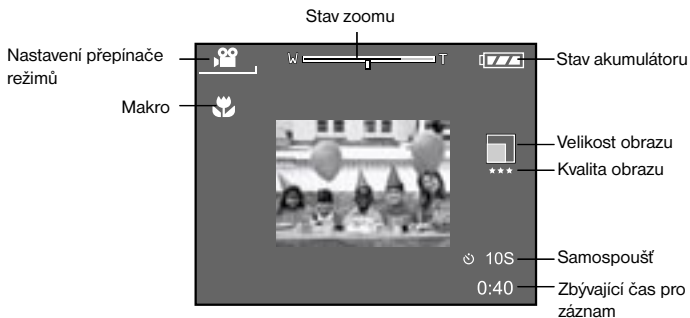 Stav zoomu
Nastavení přepínače
režimů
W T
Stav akumulátoru
Makro
Velikost obrazu
Kvalita obrazu
10S
Samospoušť
0:40
Zbývající čas pro
záznam